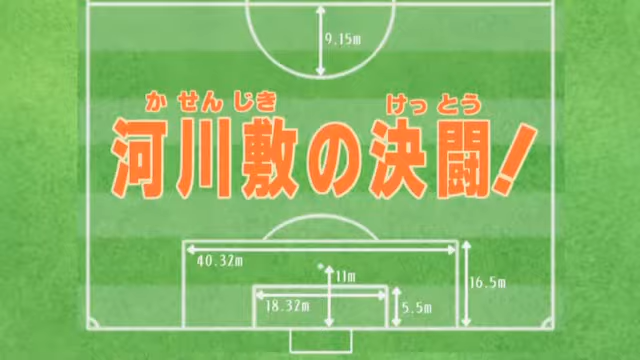 9.15m
か せん じき けっ とう
河川敷の決闘!
40.32m
11m
16.5m
18.32m
5.5m